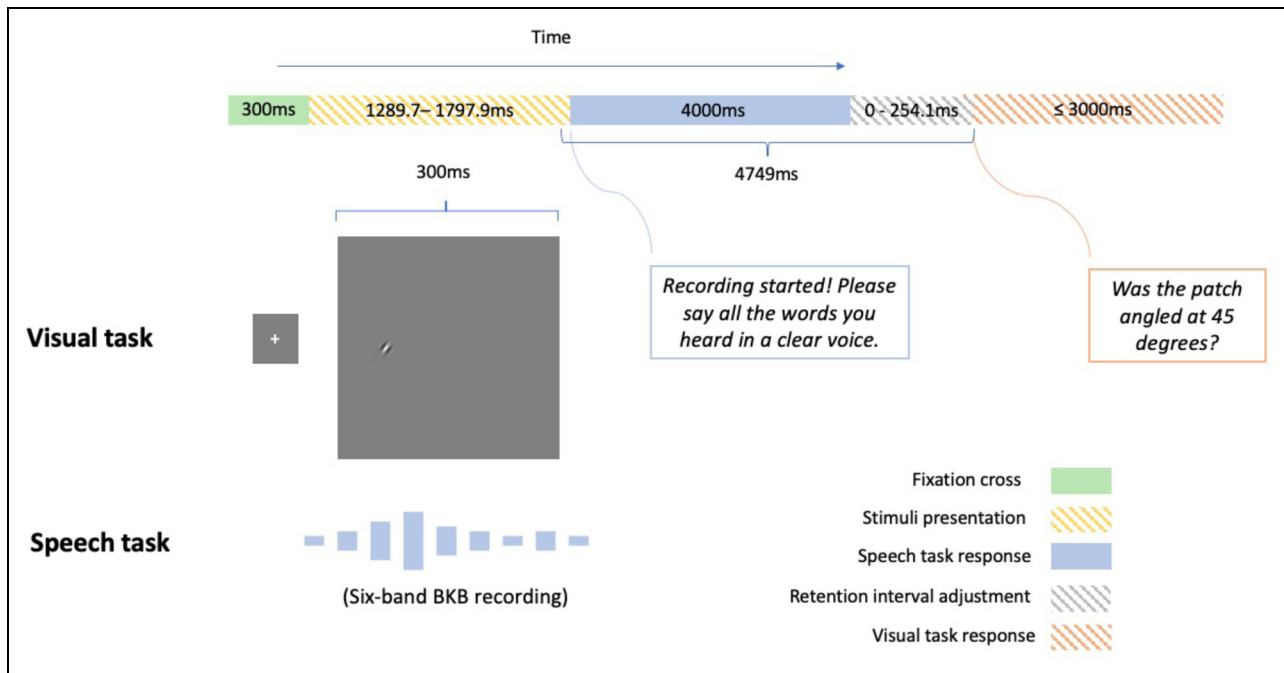 Time
300ms
1289.7– 1797.9ms
4000ms
0 - 254.1ms
≤ 3000ms
300ms
4749ms
Visual task
+
Recording started! Please
say all the words you
heard in a clear voice.
Was the patch
angled at 45
degrees?
Speech task
(Six-band BKB recording)
Fixation cross
Stimuli presentation
Speech task response
Retention interval adjustment
Visual task response